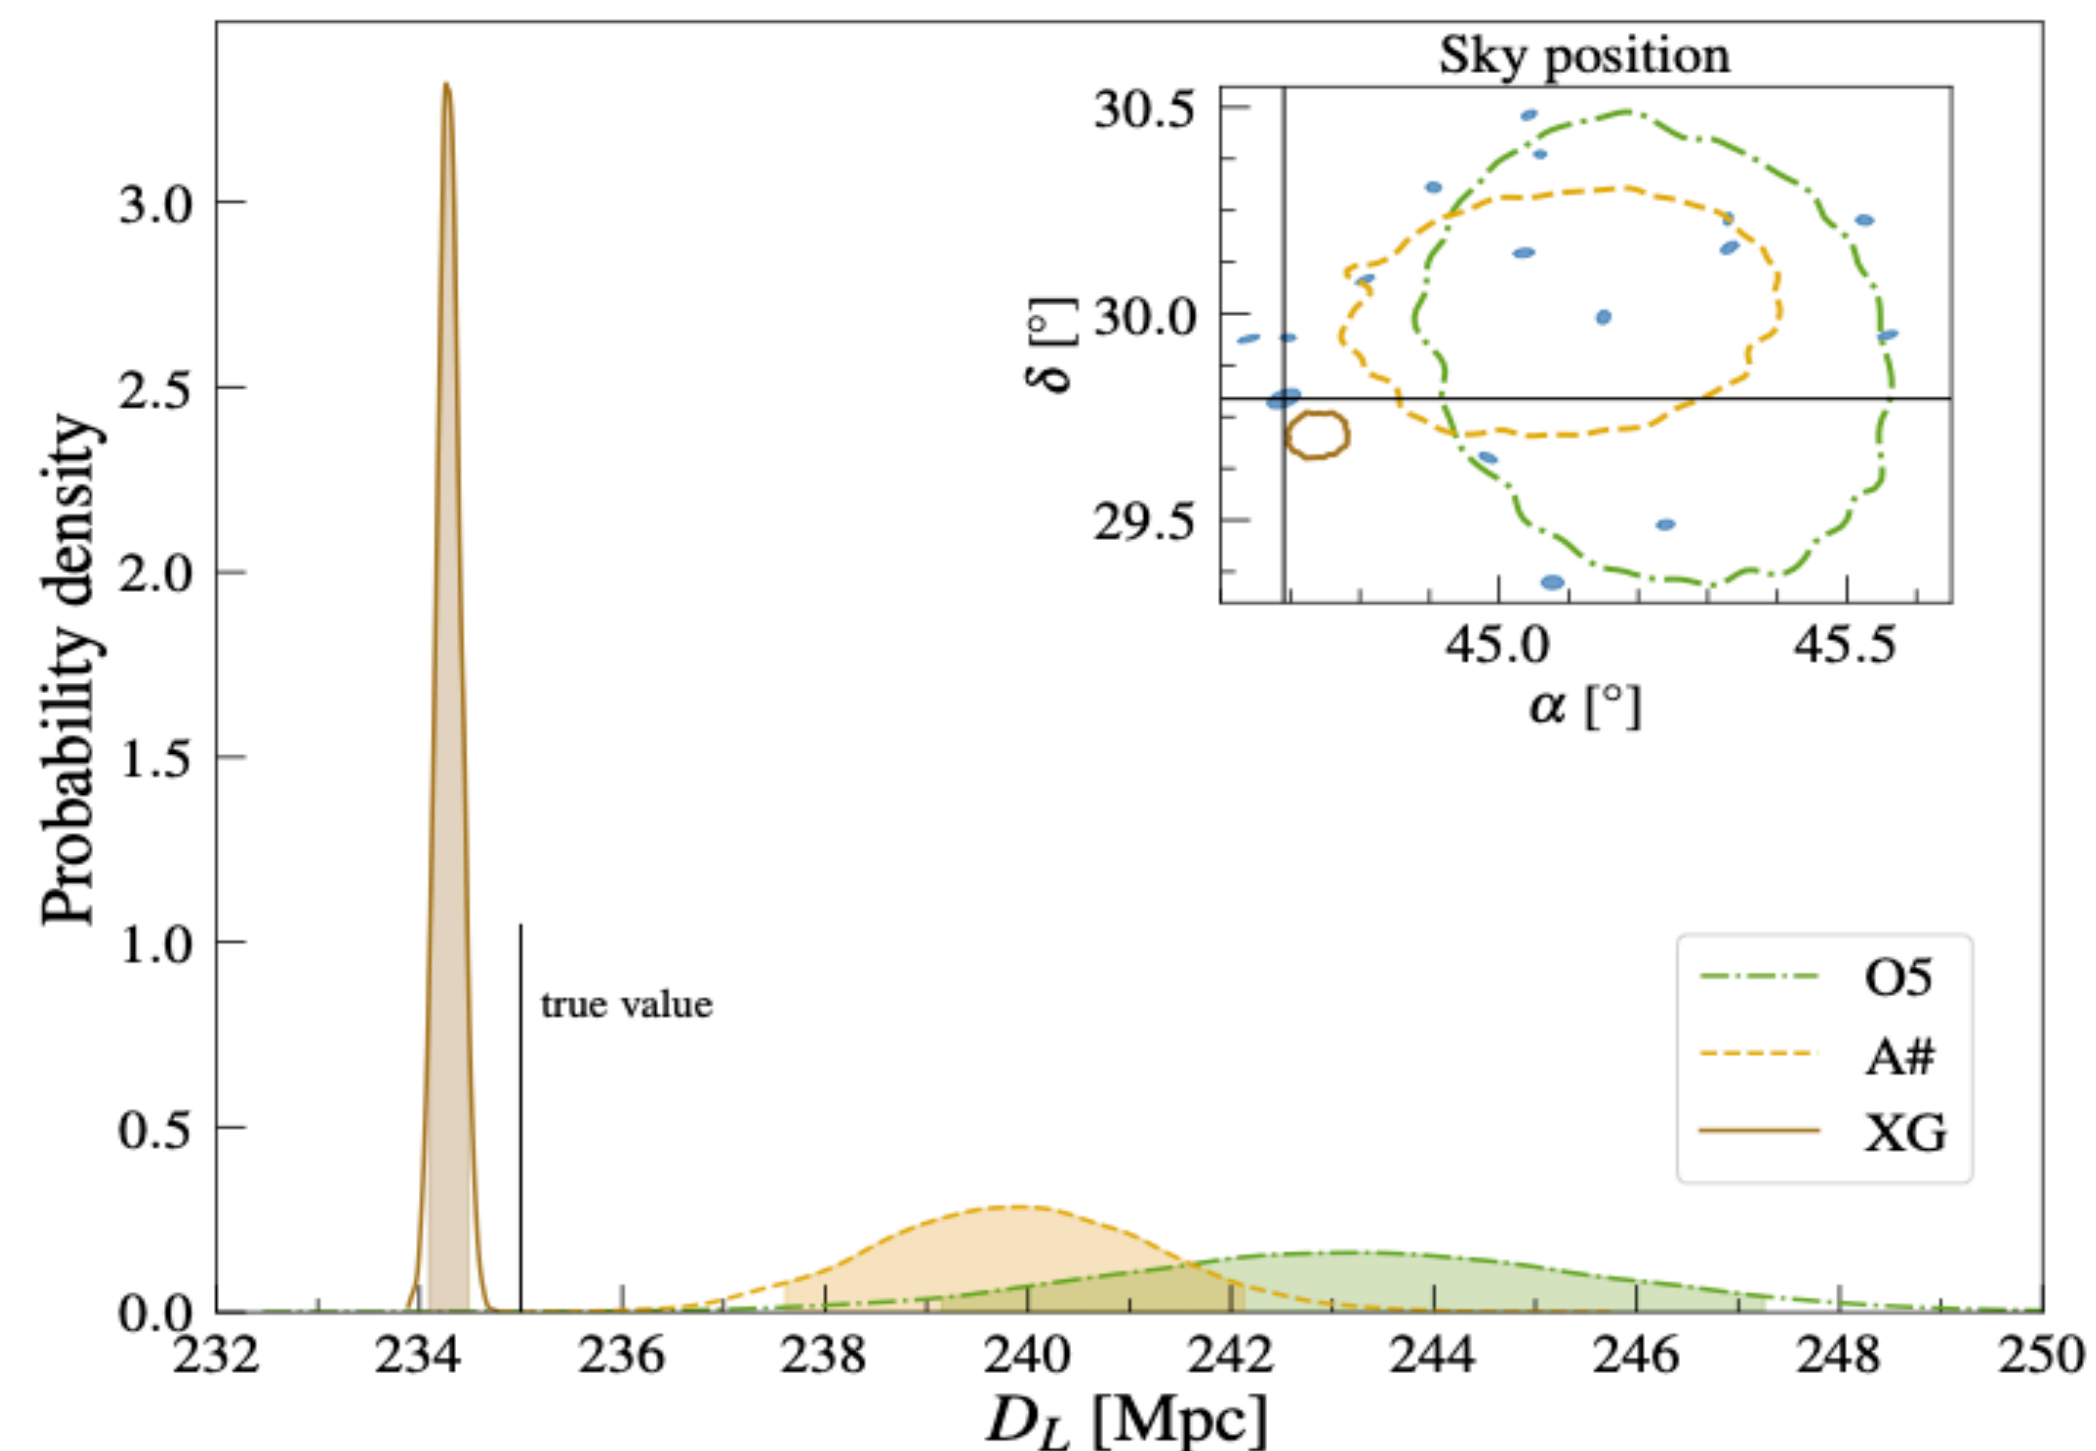 Sky position
30.5
30.0
29.5
δ [°]
45.0 45.5
α [°]
Probability density
3.0
2.5
2.0
1.5
1.0
0.5
0.0
true value
O5
A#
XG
232 234 236 238 240 242 244 246 248 250
D_L [Mpc]